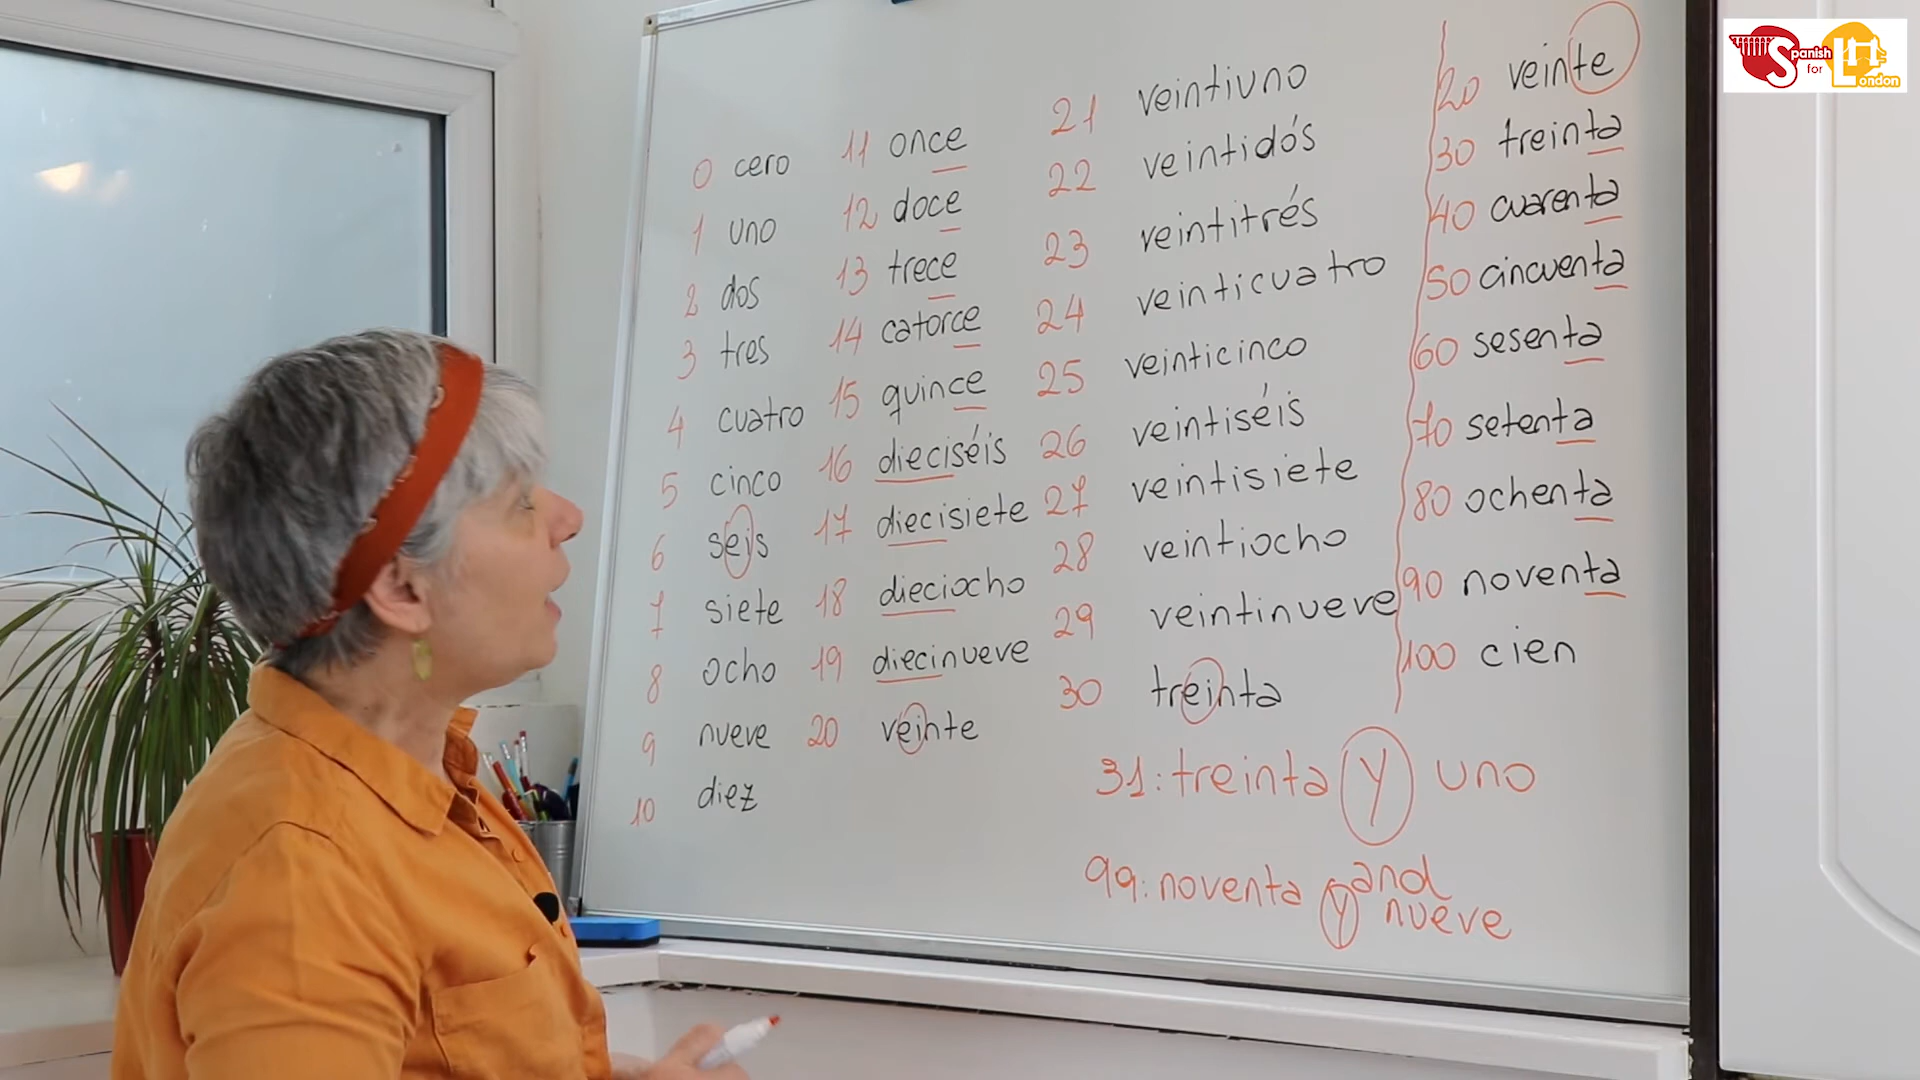 0 cero
1 uno
2 dos
3 tres
4 cuatro
5 cinco
6 seis
7 siete
8 ocho
9 nueve
10 diez
11 once
12 doce
13 trece
14 catorce
15 quince
16 dieciséis
17 diecisiete
18 dieciocho
19 diecinueve
20 veinte
21 veintiuno
22 veintidós
23 veintitrés
24 veinticuatro
25 veinticinco
26 veintiséis
27 veintisiete
28 veintiocho
29 veintinueve
30 treinta
20 veinte
30 treinta
40 cuarenta
50 cincuenta
60 sesenta
70 setenta
80 ochenta
90 noventa
100 cien
31: treinta y uno
and
99: noventa y nueve
Spanish
for
London